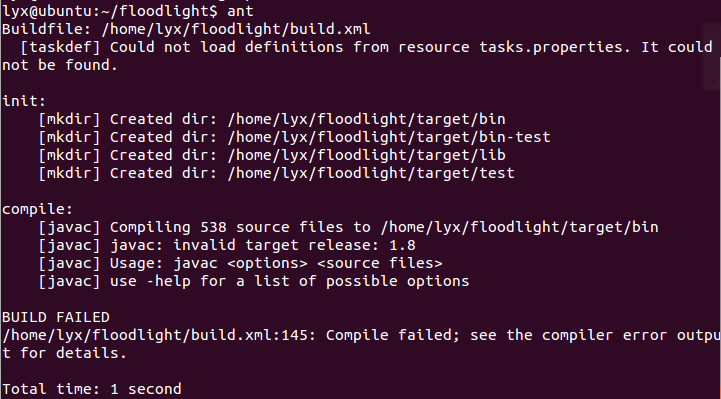 lyx@ubuntu:~/floodlight$ ant
Buildfile: /home/lyx/floodlight/build.xml
  [taskdef] Could not load definitions from resource tasks.properties. It could
not be found.

init:
    [mkdir] Created dir: /home/lyx/floodlight/target/bin
    [mkdir] Created dir: /home/lyx/floodlight/target/bin-test
    [mkdir] Created dir: /home/lyx/floodlight/target/lib
    [mkdir] Created dir: /home/lyx/floodlight/target/test

compile:
    [javac] Compiling 538 source files to /home/lyx/floodlight/target/bin
    [javac] javac: invalid target release: 1.8
    [javac] Usage: javac <options> <source files>
    [javac] use -help for a list of possible options

BUILD FAILED
/home/lyx/floodlight/build.xml:145: Compile failed; see the compiler error outpu
t for details.

Total time: 1 second